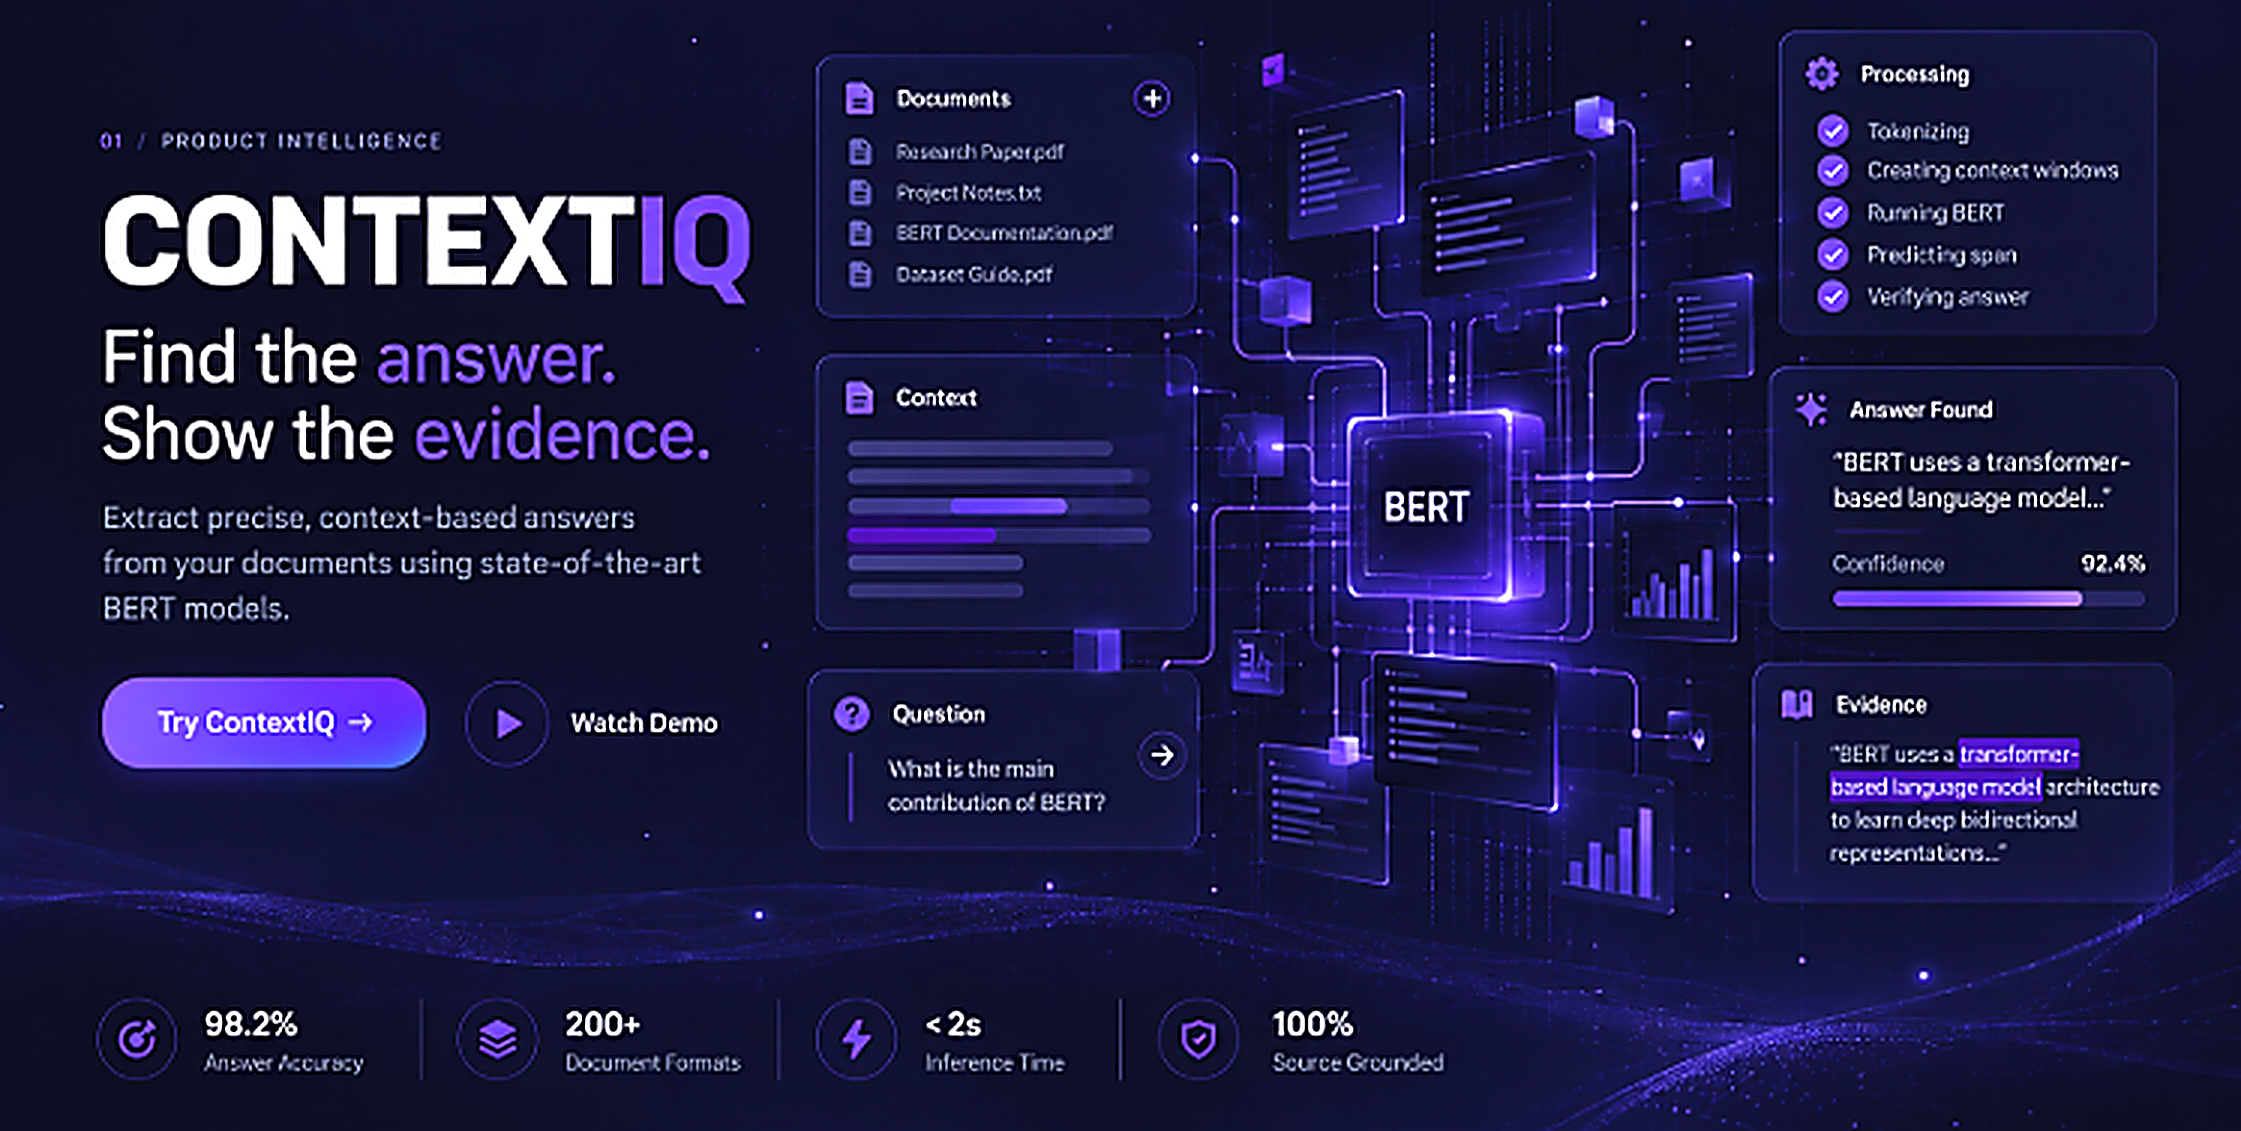 01 / PRODUCT INTELLIGENCE
CONTEXTIQ
Find the answer.
Show the evidence.
Extract precise, context-based answers
from your documents using state-of-the-art
BERT models.
Try ContextIQ →
Watch Demo
Documents
Research Paper.pdf
Project Notes.txt
BERT Documentation.pdf
Dataset Guide.pdf
Context
Question
What is the main
contribution of BERT?
BERT
Processing
Tokenizing
Creating context windows
Running BERT
Predicting span
Verifying answer
Answer Found
"BERT uses a transformer-
based language model..."
Confidence 92.4%
Evidence
"BERT uses a transformer-
based language model architecture
to learn deep bidirectional
representations..."
98.2%
Answer Accuracy
200+
Document Formats
< 2s
Inference Time
100%
Source Grounded